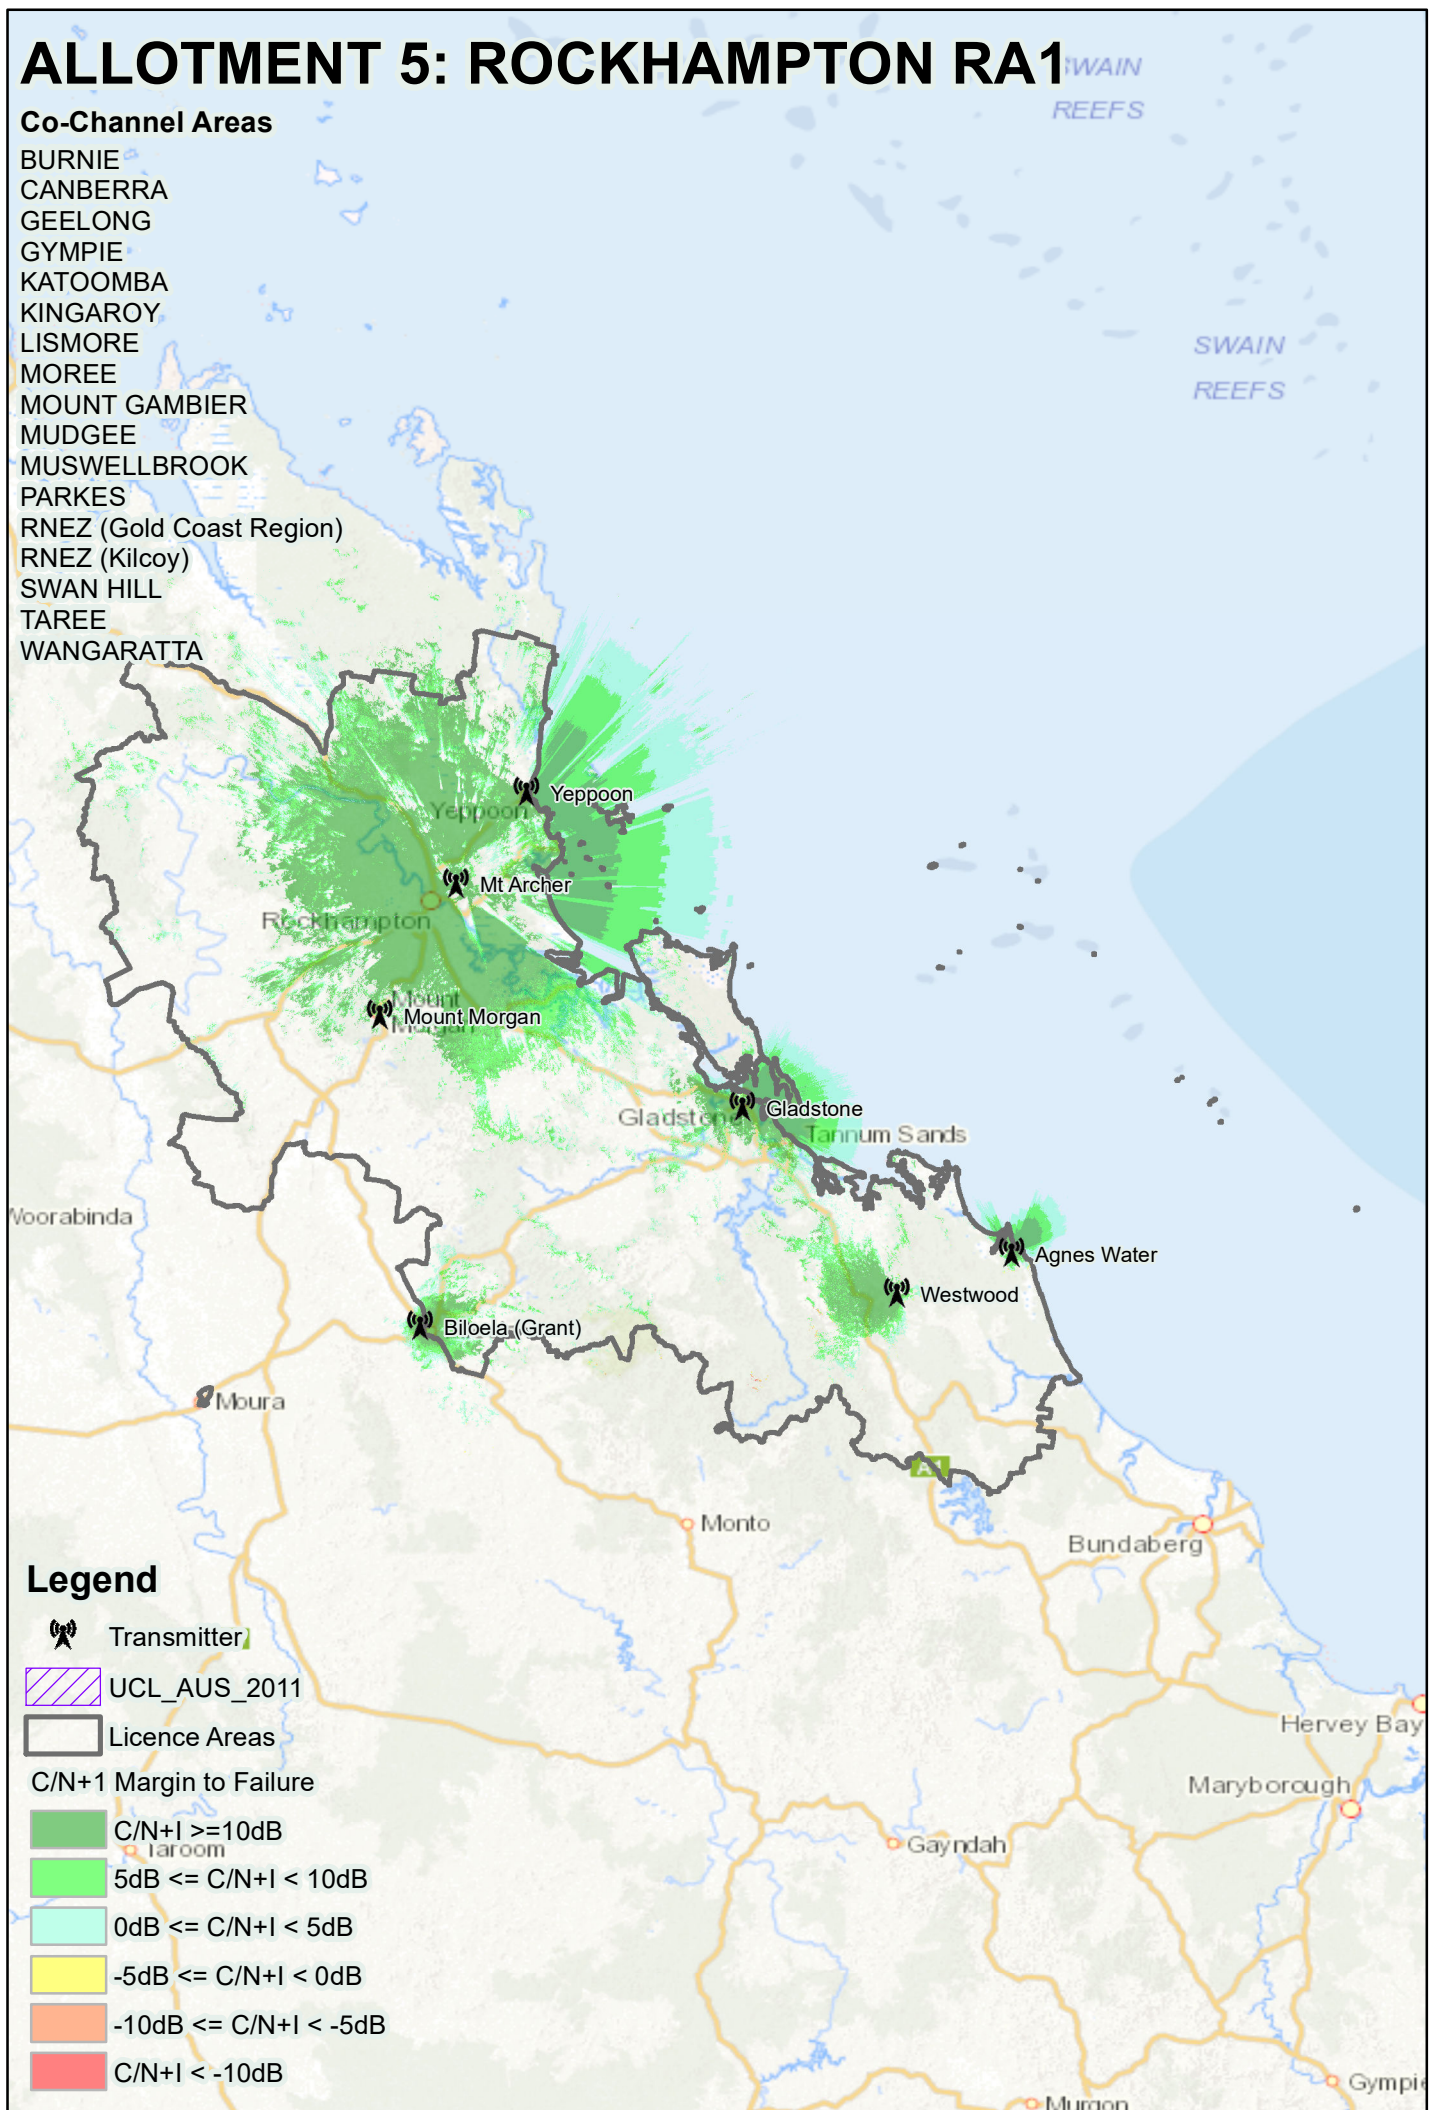 ALLOTMENT 5: ROCKHAMPTON RA1
Co-Channel Areas
BURNIE
CANBERRA
GEELONG
GYMPIE
KATOOMBA
KINGAROY
LISMORE
MOREE
MOUNT GAMBIER
MUDGEE
MUSWELLBROOK
PARKES
RNEZ (Gold Coast Region)
RNEZ (Kilcoy)
SWAN HILL
TAREE
WANGARATTA
SWAIN
REEFS
SWAIN
REEFS
Yeppoon
Yeppoon
Mt Archer
Rockhampton
Mount
Morgan
Mount Morgan
Gladstone
Gladstone
Tannum Sands
Woorabinda
Agnes Water
Westwood
Biloela (Grant)
Moura
A1
Monto
Bundaberg
Hervey Bay
Maryborough
Gayndah
Taroom
Gympie
Murgon
Legend
Transmitter
UCL_AUS_2011
Licence Areas
C/N+1 Margin to Failure
C/N+I >=10dB
5dB <= C/N+I < 10dB
0dB <= C/N+I < 5dB
-5dB <= C/N+I < 0dB
-10dB <= C/N+I < -5dB
C/N+I < -10dB